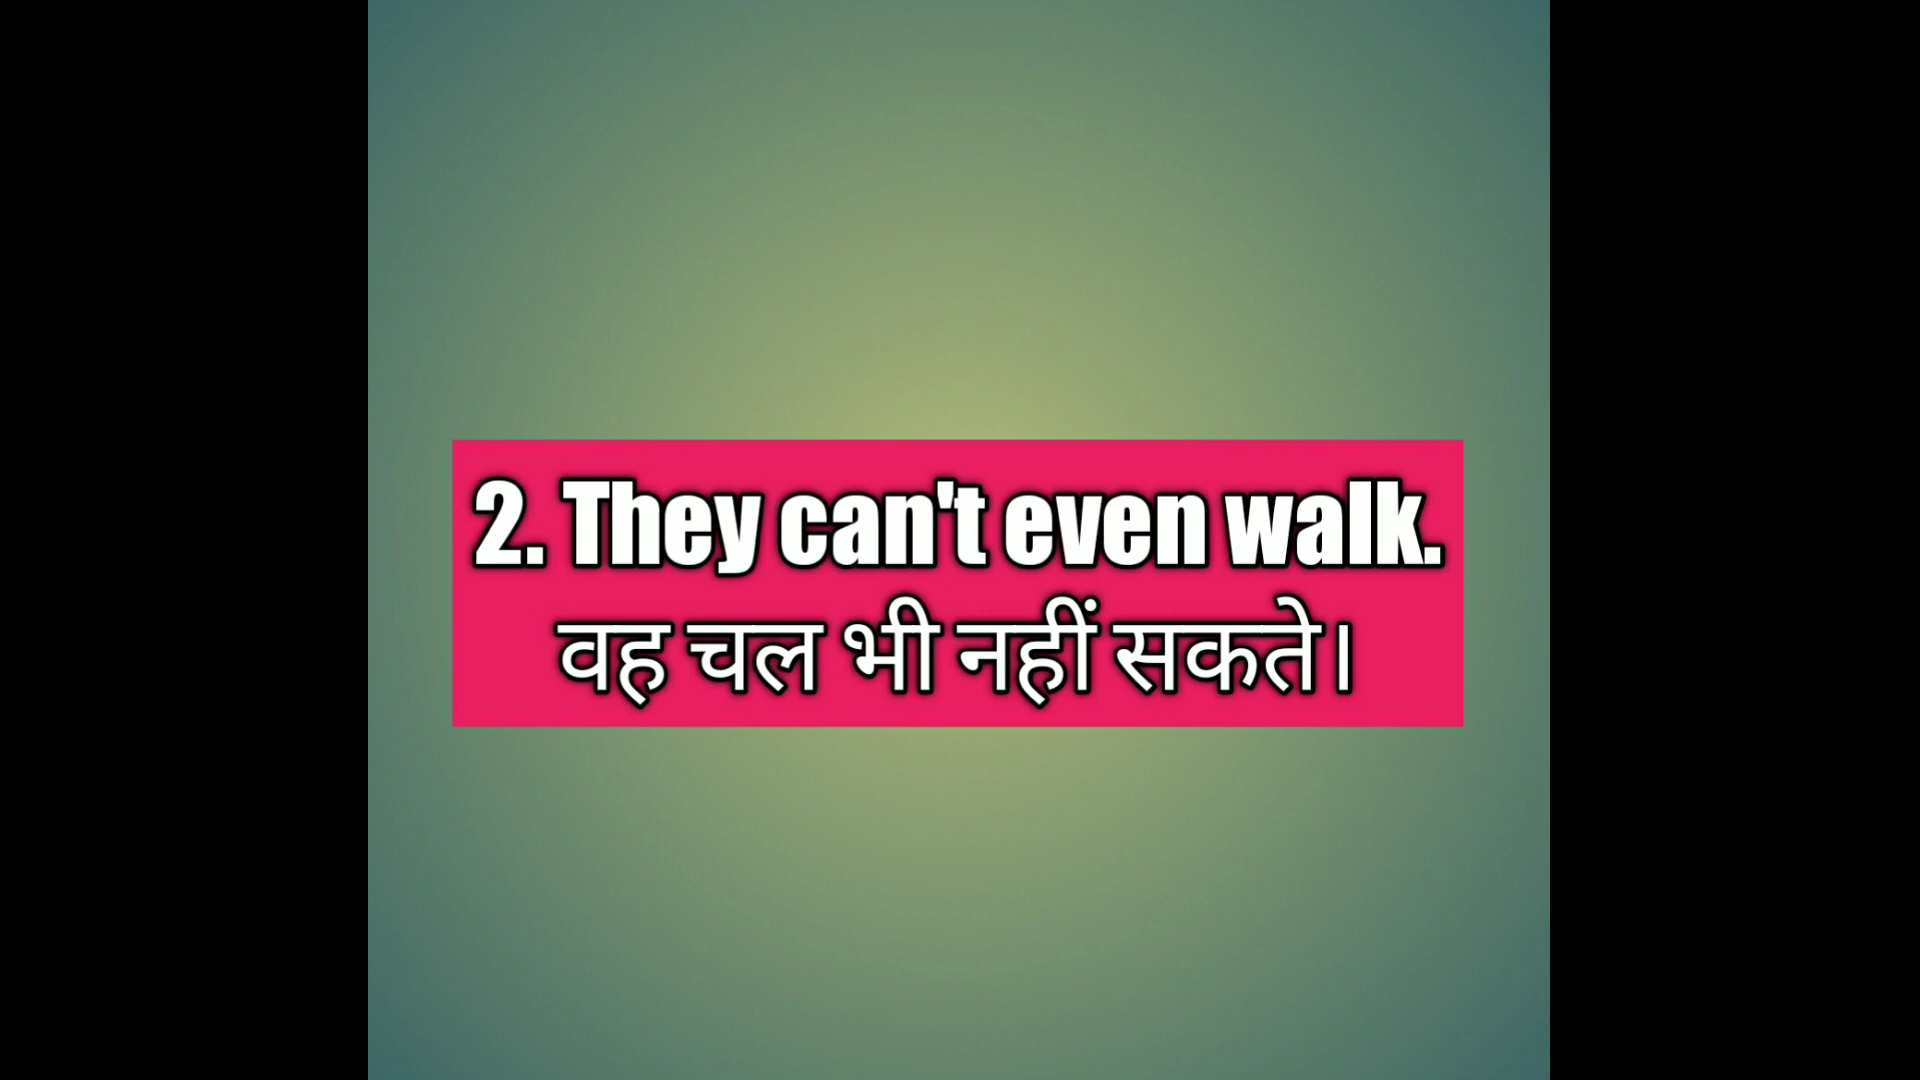 2. They can't even walk.
वह चल भी नहीं सकते।